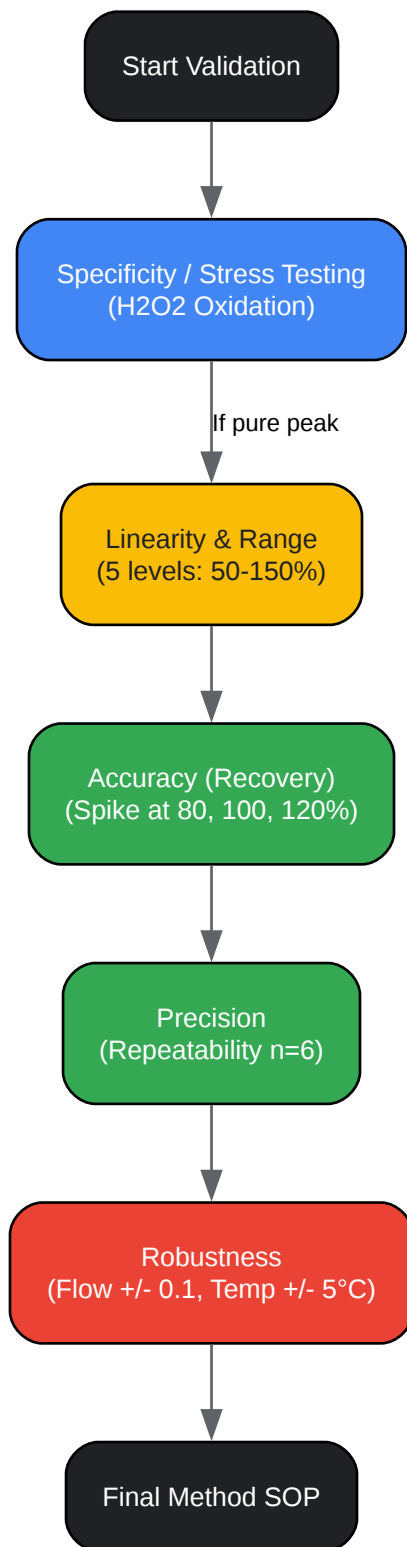 Start Validation
Specificity / Stress Testing
(H2O2 Oxidation)
If pure peak
Linearity & Range
(5 levels: 50-150%)
Accuracy (Recovery)
(Spike at 80, 100, 120%)
Precision
(Repeatability n=6)
Robustness
(Flow +/- 0.1, Temp +/- 5°C)
Final Method SOP